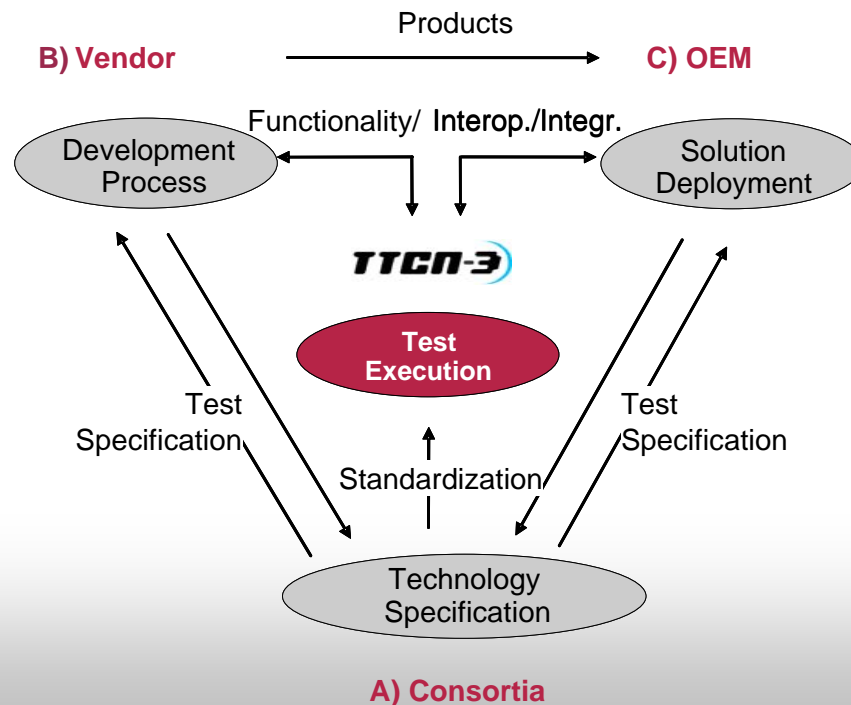 Products
B) Vendor
C) OEM
Functionality/ Interop./Integr.
Development
Process
Solution
Deployment
TTCN-3
Test
Execution
Test
Specification
Test
Specification
Standardization
Technology
Specification
A) Consortia